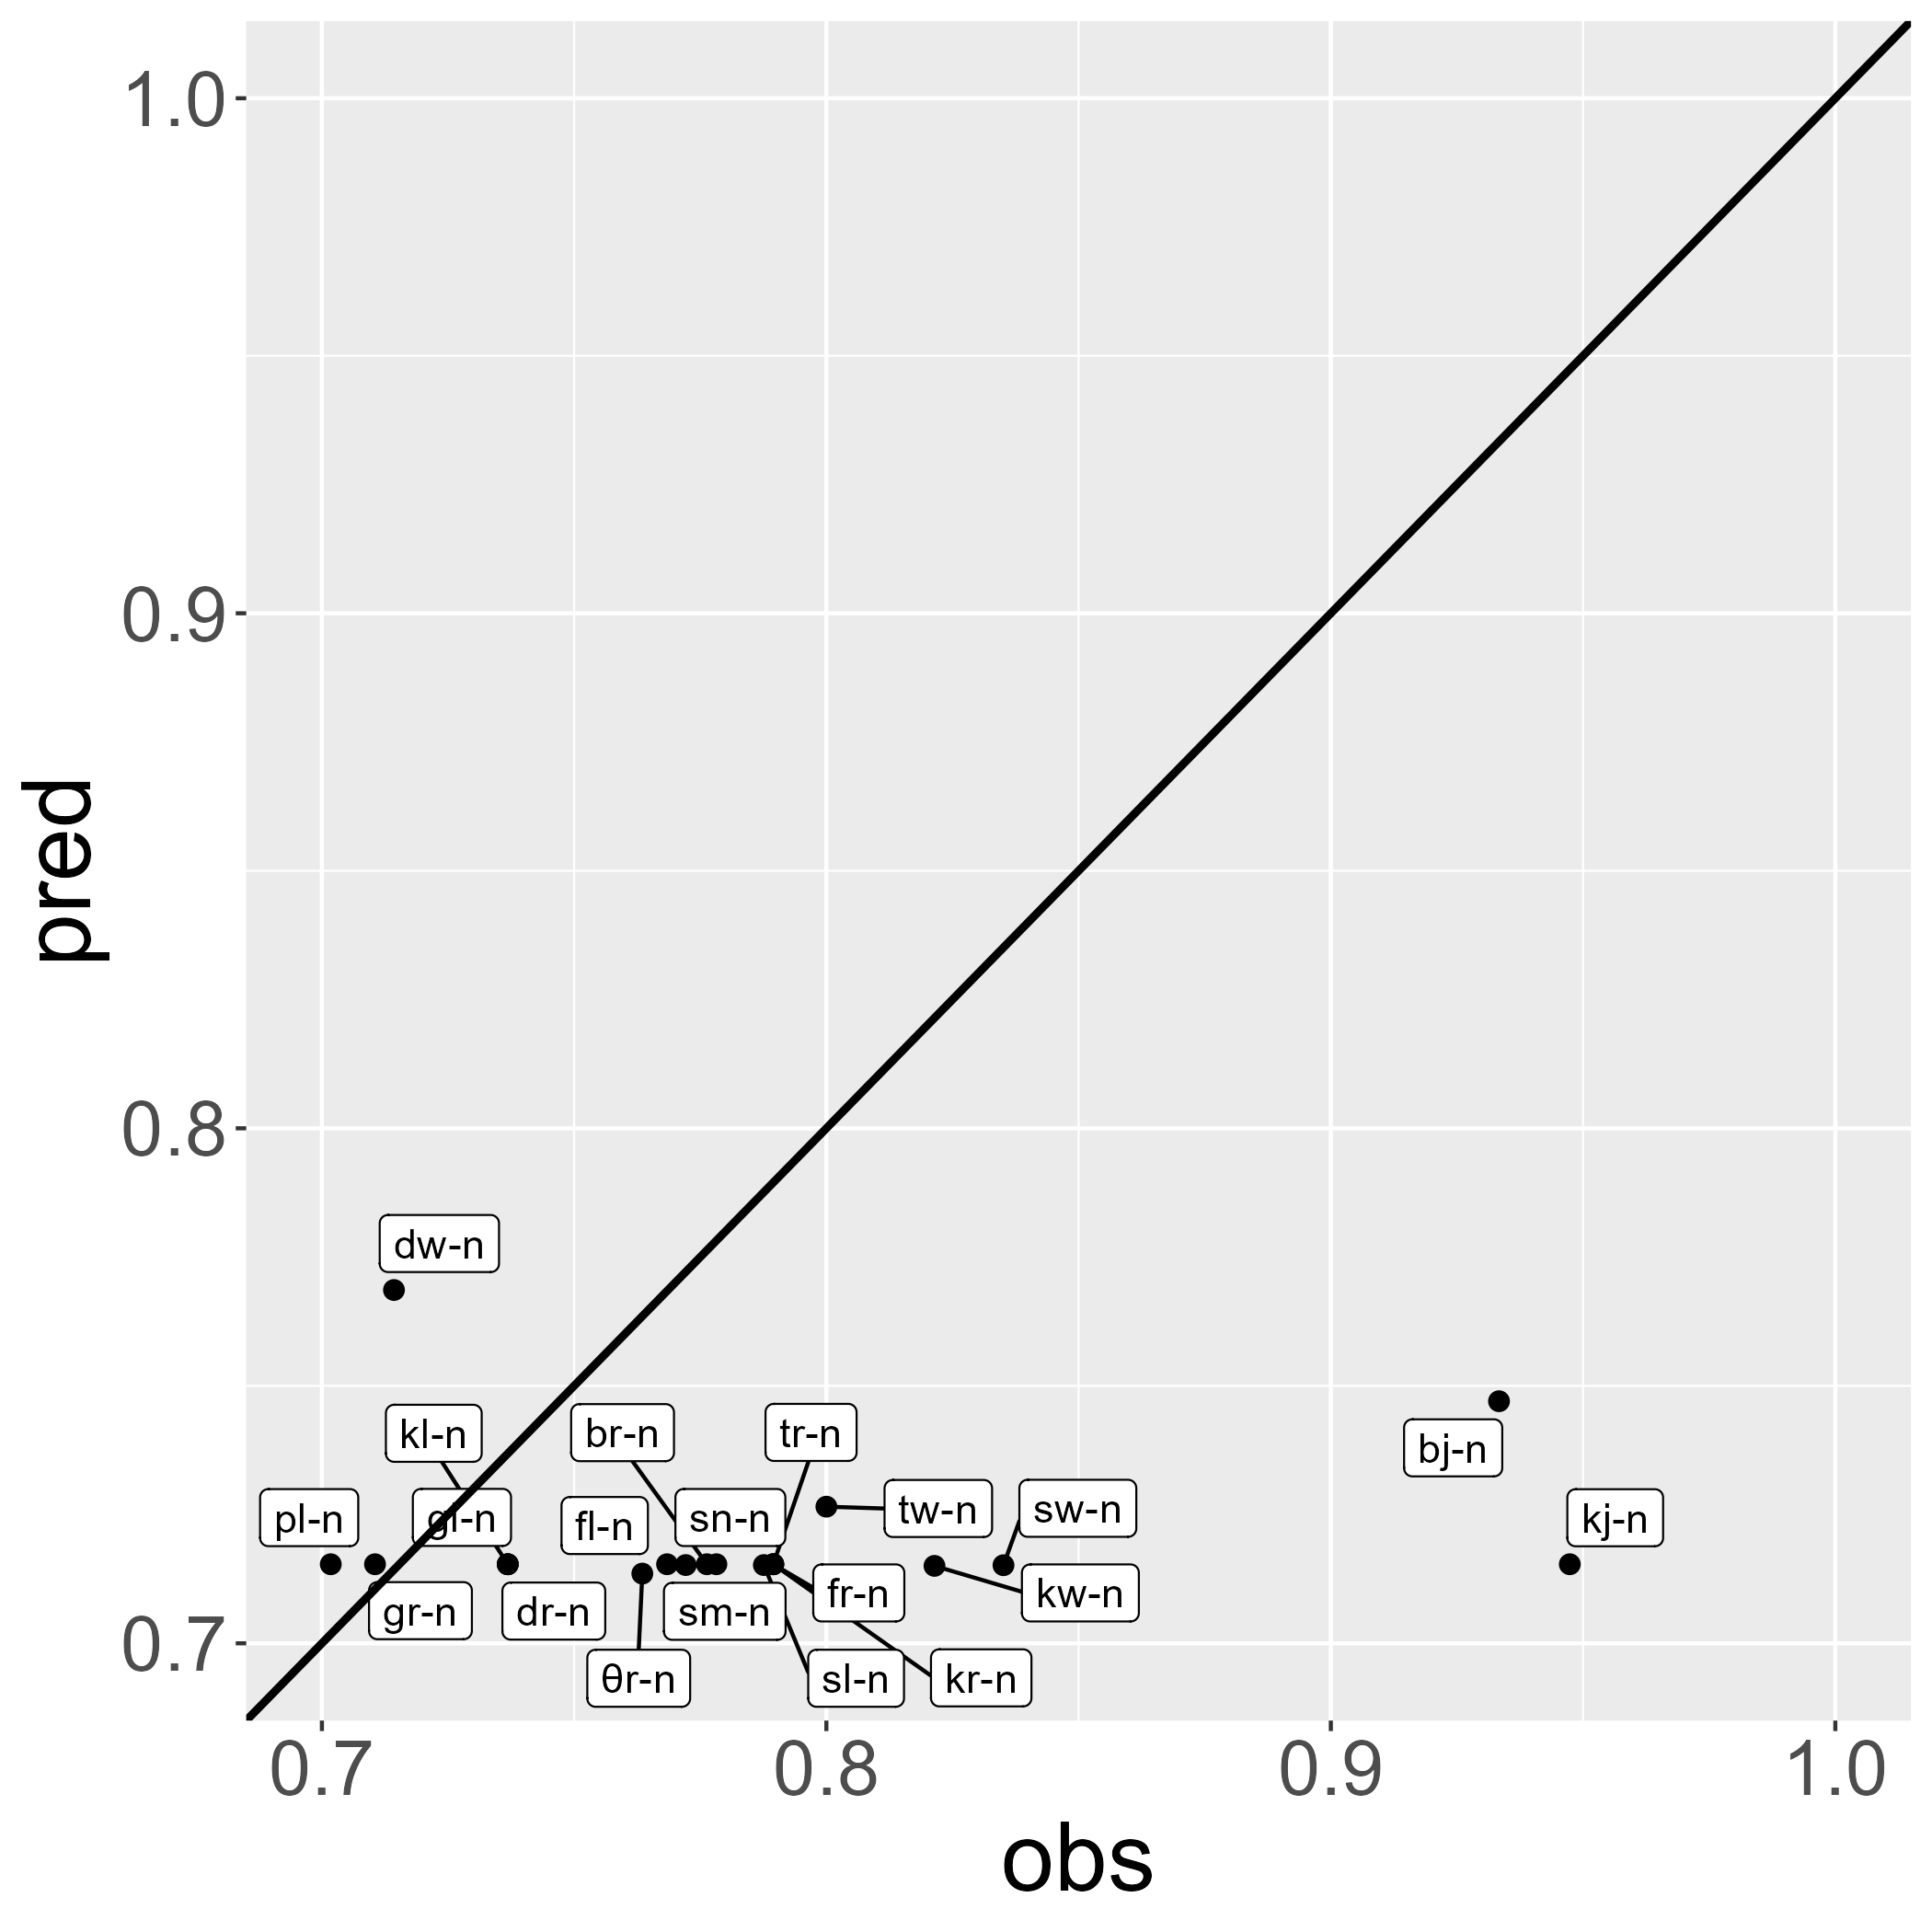 1.0
0.9
0.8
0.7
pred
dw-n
kl-n
br-n
tr-n
bj-n
pl-n
gl-n
fl-n
sn-n
tw-n
sw-n
kj-n
gr-n
dr-n
sm-n
fr-n
kw-n
θr-n
sl-n
kr-n
0.7
0.8
0.9
1.0
obs